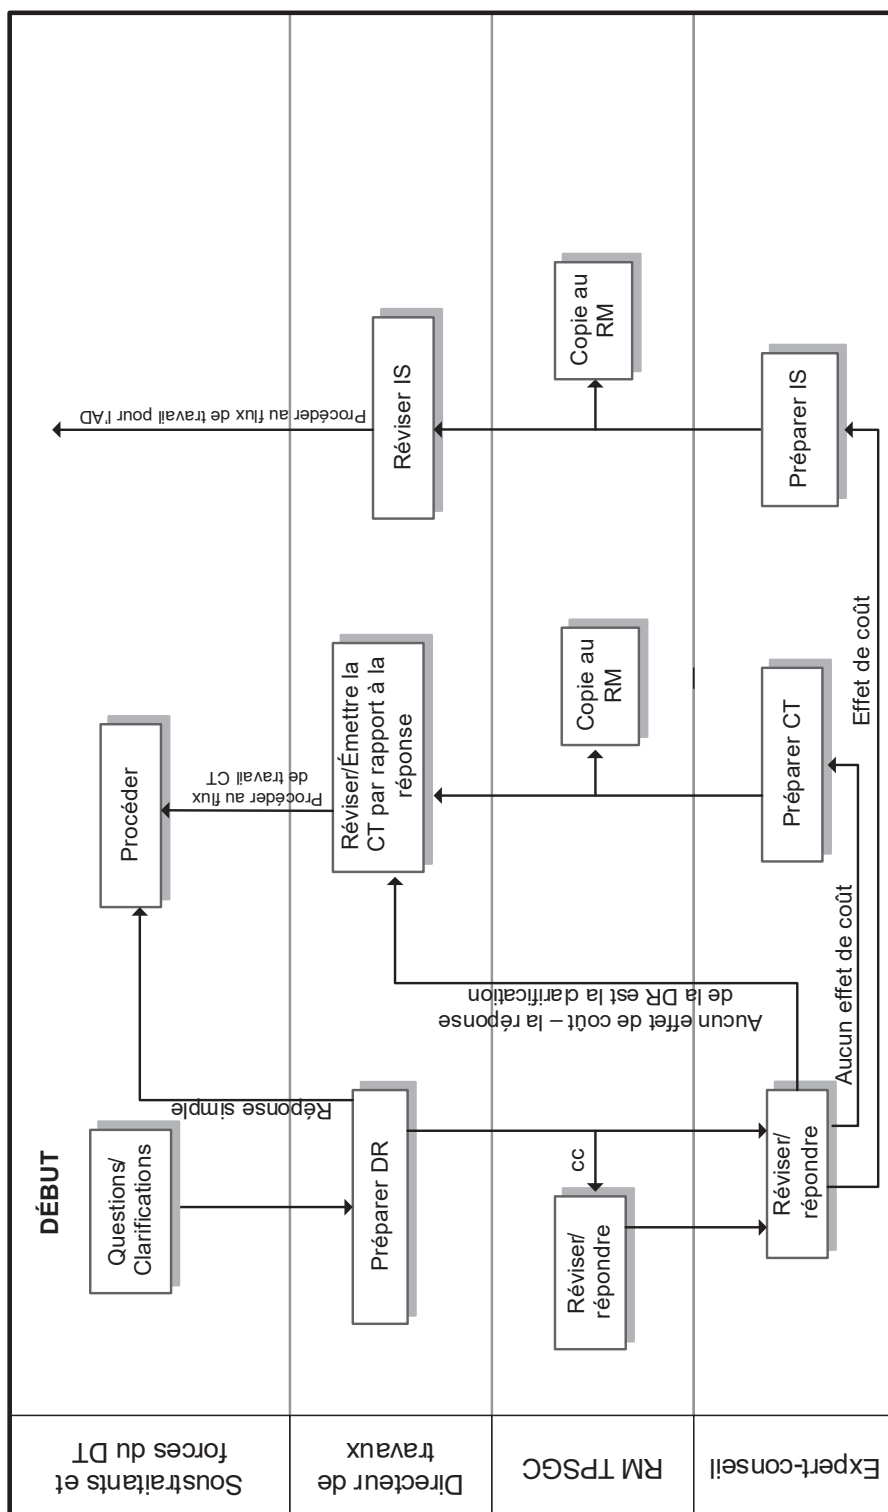 Soustraitants et
forces du DT
DÉBUT
Questions/
Clarifications
Réponse simple
Procéder
Procéder au flux
de travail CT
Procéder au flux de travail pour l'AD
Directeur de
travaux
Préparer DR
Réviser/Émettre la
CT par rapport à la
réponse
Réviser IS
RM TPSGC
Réviser/
répondre
cc
Aucun effet de coût – la réponse
de la DR est la clarification
Copie au
RM
Copie au
RM
Expert-conseil
Réviser/
répondre
Aucun effet de coût
Préparer CT
Effet de coût
Préparer IS